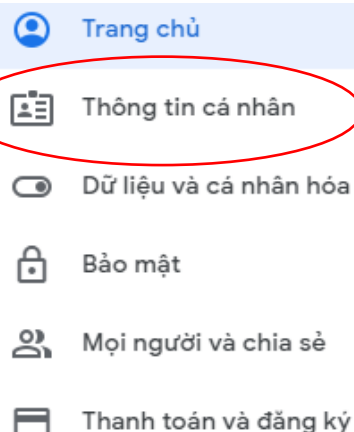 Trang chủ
Thông tin cá nhân
Dữ liệu và cá nhân hóa
Bảo mật
Mọi người và chia sẻ
Thanh toán và đăng ký